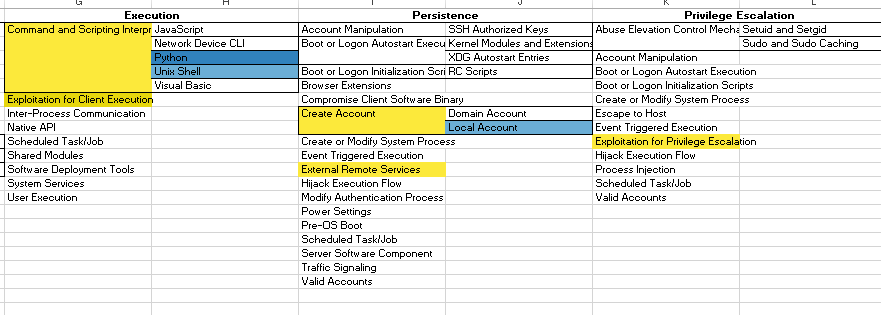 G H I J K L
Execution Persistence Privilege Escalation
Command and Scripting Interpr JavaScript Account Manipulation SSH Authorized Keys Abuse Elevation Control Mecha Setuid and Setgid
Network Device CLI Boot or Logon Autostart Execu Kernel Modules and Extensions Sudo and Sudo Caching
Python XDG Autostart Entries Account Manipulation
Unix Shell Boot or Logon Initialization Scri RC Scripts Boot or Logon Autostart Execution
Visual Basic Browser Extensions Boot or Logon Initialization Scripts
Exploitation for Client Execution Compromise Client Software Binary Create or Modify System Process
Inter-Process Communication Create Account Domain Account Escape to Host
Native API Local Account Event Triggered Execution
Scheduled Task/Job Create or Modify System Process Exploitation for Privilege Escalation
Shared Modules Event Triggered Execution Hijack Execution Flow
Software Deployment Tools External Remote Services Process Injection
System Services Hijack Execution Flow Scheduled Task/Job
User Execution Modify Authentication Process Valid Accounts
Power Settings
Pre-OS Boot
Scheduled Task/Job
Server Software Component
Traffic Signaling
Valid Accounts